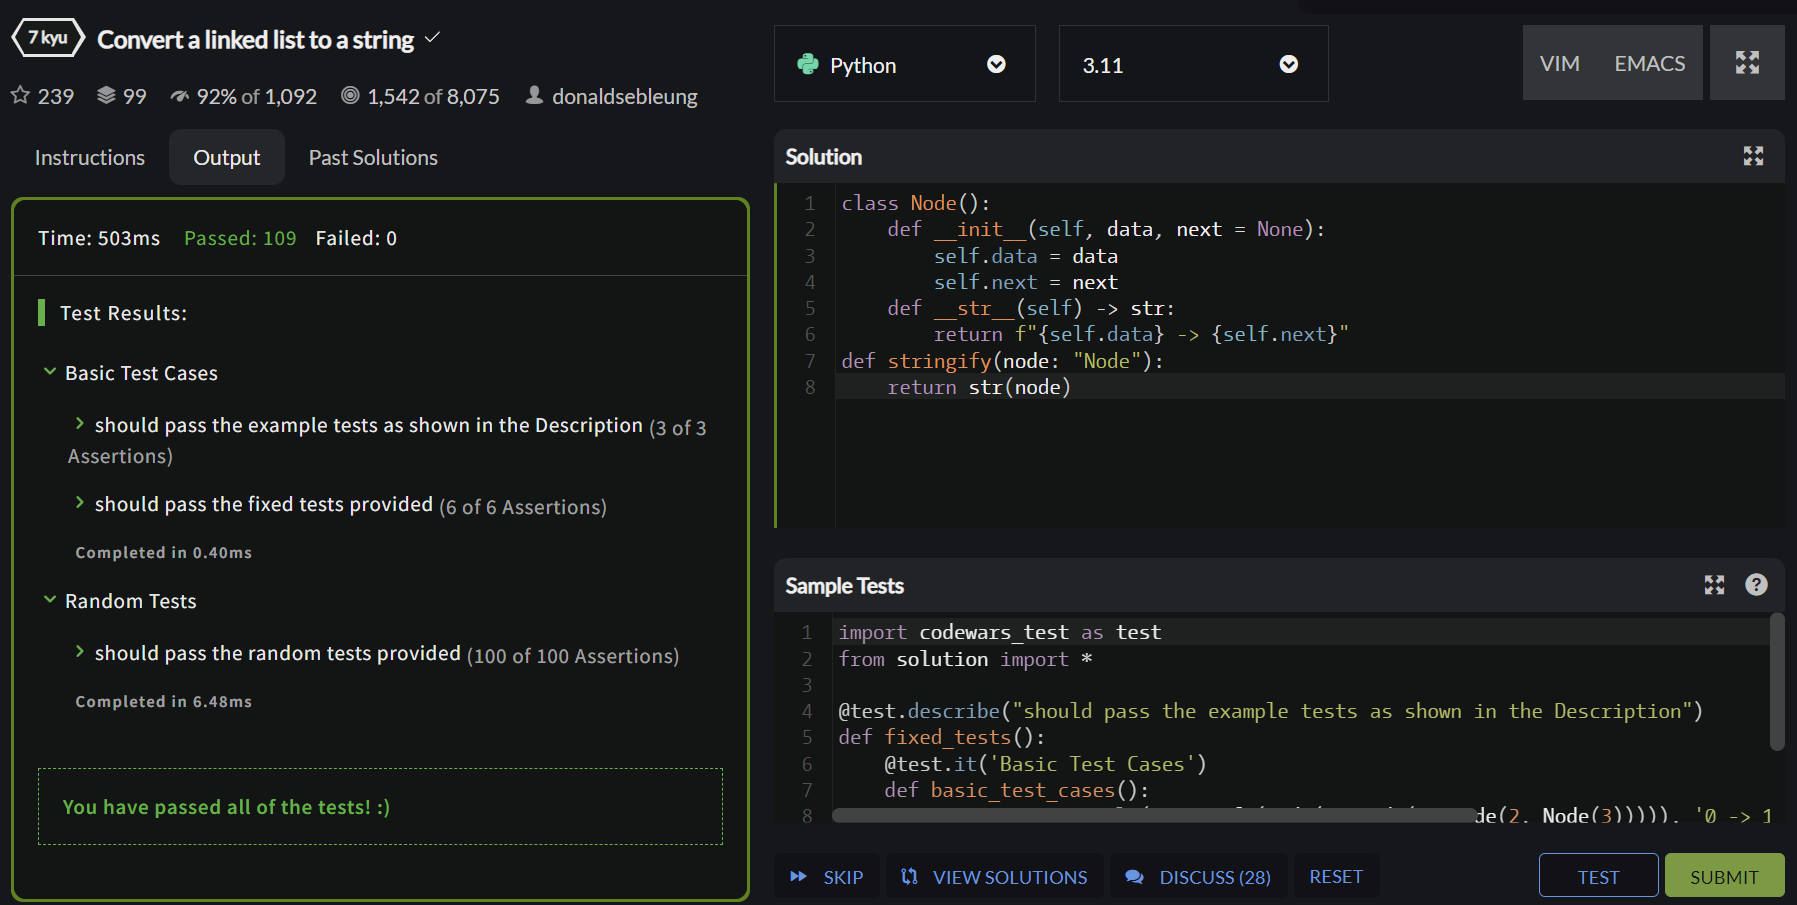 7 kyu Convert a linked list to a string
239 99 92% of 1,092 1,542 of 8,075 donaldsebleung
Instructions Output Past Solutions
Time: 503ms Passed: 109 Failed: 0
Test Results:
Basic Test Cases
should pass the example tests as shown in the Description (3 of 3
Assertions)
should pass the fixed tests provided (6 of 6 Assertions)
Completed in 0.40ms
Random Tests
should pass the random tests provided (100 of 100 Assertions)
Completed in 6.48ms
You have passed all of the tests! :)
Python 3.11 VIM EMACS
Solution
1 class Node():
2     def __init__(self, data, next = None):
3         self.data = data
4         self.next = next
5     def __str__(self) -> str:
6         return f"{self.data} -> {self.next}"
7 def stringify(node: "Node"):
8     return str(node)
Sample Tests
1 import codewars_test as test
2 from solution import *
3
4 @test.describe("should pass the example tests as shown in the Description")
5 def fixed_tests():
6     @test.it('Basic Test Cases')
7     def basic_test_cases():
8 de(2, Node(3))))), '0 -> 1
SKIP VIEW SOLUTIONS DISCUSS (28) RESET TEST SUBMIT